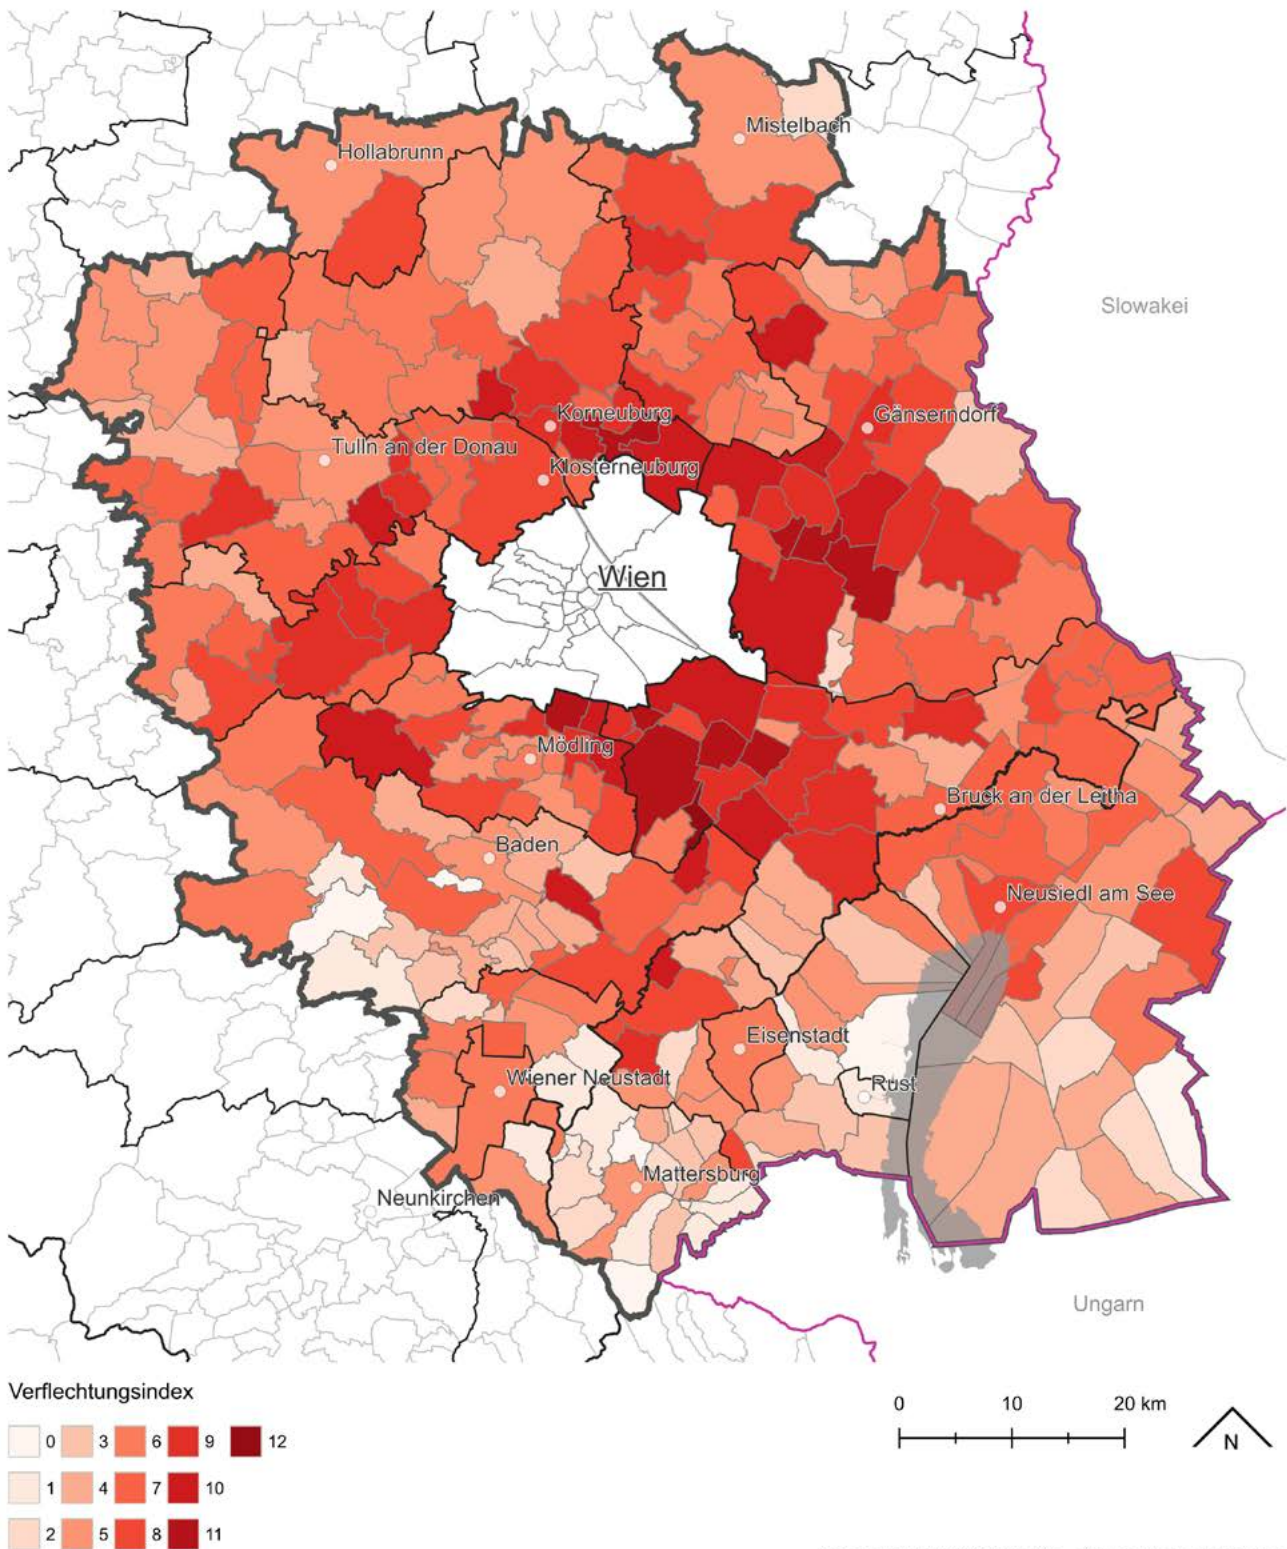 Mistelbach
Hollabrunn
Slowakei
Korneuburg
Gänserndorf
Tulln an der Donau
Klosterneuburg
Wien
Mödling
Bruck an der Leitha
Baden
Neusiedl am See
Eisenstadt
Wiener Neustadt
Rust
Mattersburg
Neunkirchen
Ungarn
Verflechtungsindex
0 3 6 9 12
1 4 7 10
2 5 8 11
0 10 20 km
N